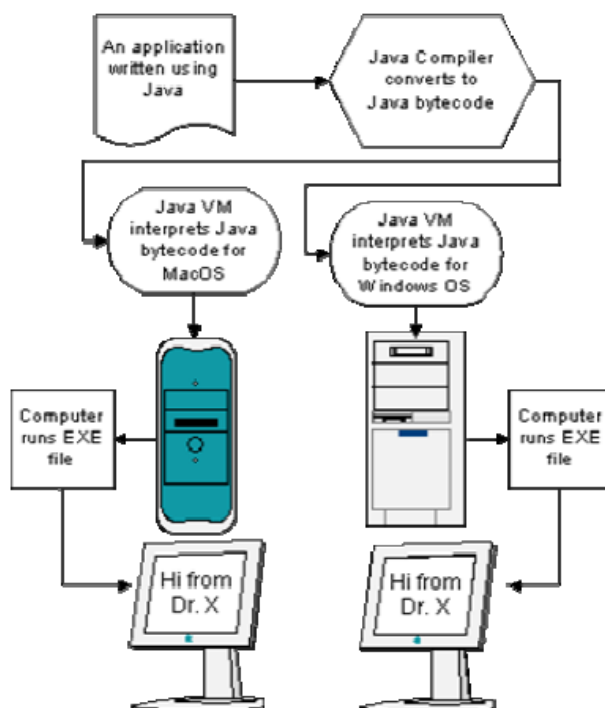 An application
written using
Java
Java Compiler
converts to
Java bytecode
Java VM
interprets Java
bytecode for
MacOS
Java VM
interprets Java
bytecode for
Windows OS
Computer
runs EXE
file
Computer
runs EXE
file
Hi from
Dr. X
Hi from
Dr. X